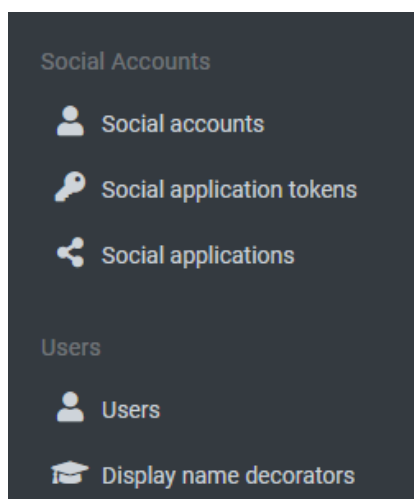 Social Accounts
Social accounts
Social application tokens
Social applications
Users
Users
Display name decorators